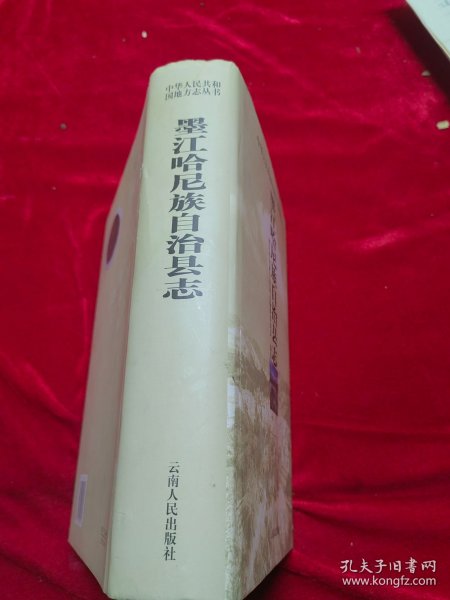 中华人民共和
国地方志丛书
墨江哈尼族自治县志
云南人民出版社
孔夫子旧书网
www.kongfz.com